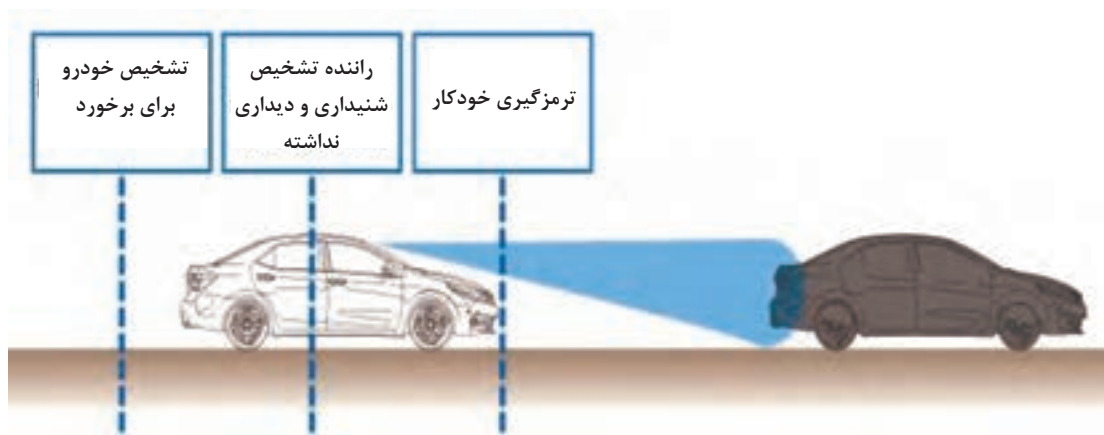 تشخیص خودرو
برای برخورد
راننده تشخیص
شنیداری و دیداری
نداشته
ترمزگیری خودکار